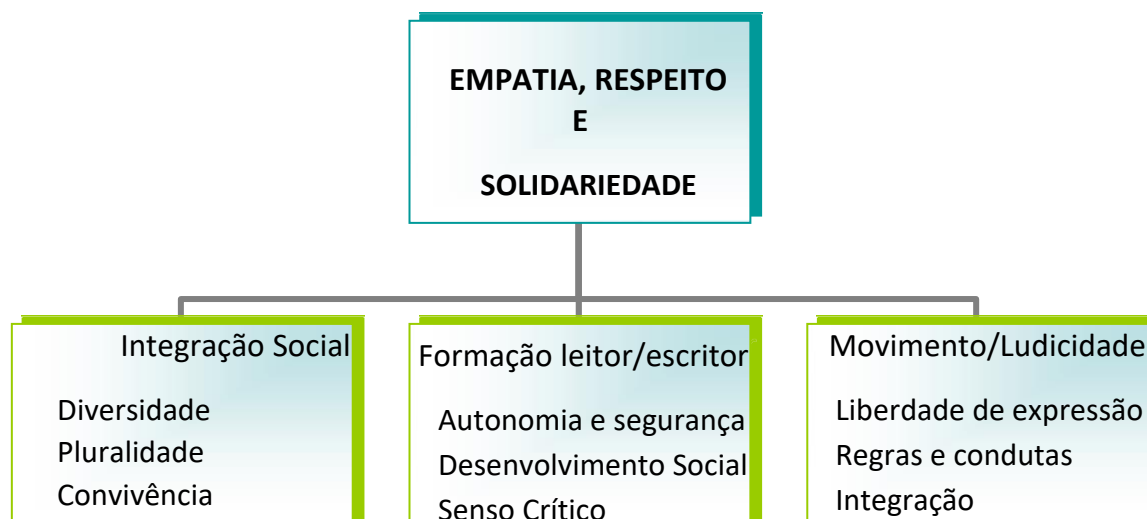 EMPATIA, RESPEITO
E
SOLIDARIEDADE
Integração Social
Diversidade
Pluralidade
Convivência
Formação leitor/escritor
Autonomia e segurança
Desenvolvimento Social
Senso Crítico
Movimento/Ludicidade
Liberdade de expressão
Regras e condutas
Integração